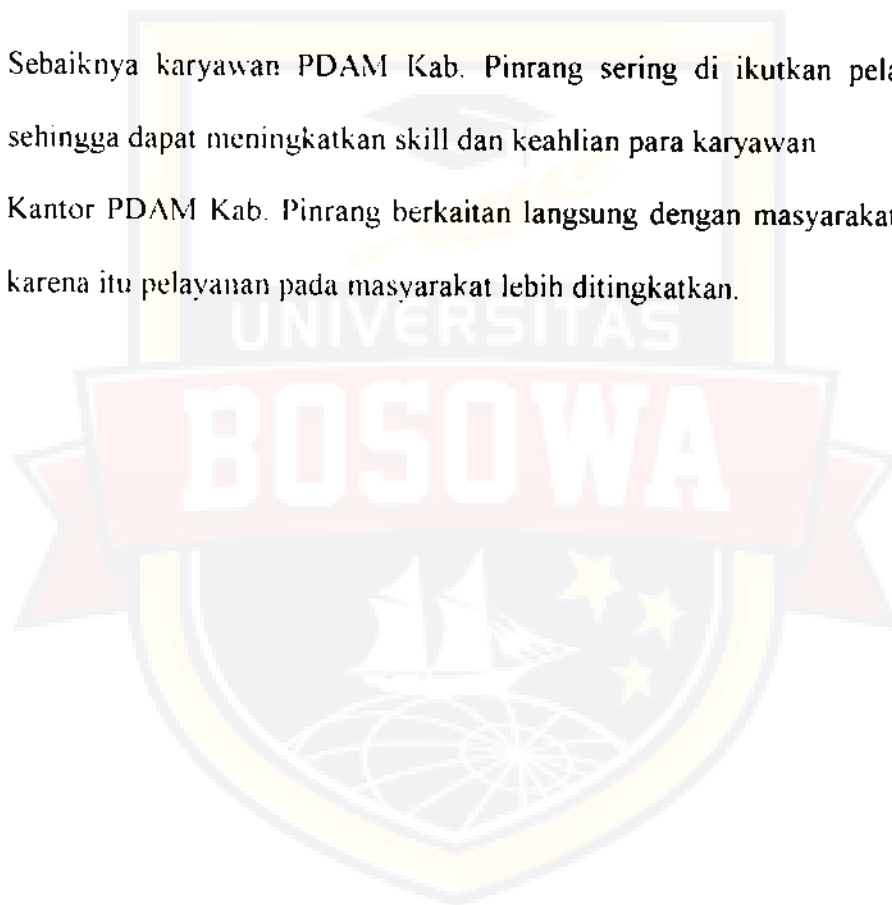 Sebaiknya karyawan PDAM Kab. Pinrang sering di ikutkan
sehingga dapat meningkatkan skill dan keahlian para karyawan
Kantor PDAM Kab. Pinrang berkaitan langsung dengan masyarakat
karena itu pelayanan pada masyarakat lebih ditingkatkan.
UNIVERSITAS
BOSOWA